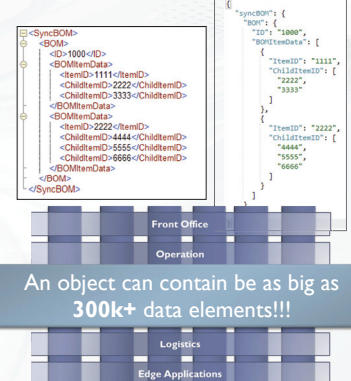 <SyncBOM>
<BOM>
<ID>1000</ID>
<BOMItemData>
<ItemID>1111</ItemID>
<ChildItemID>2222</ChildItemID>
<ChildItemID>3333</ChildItemID>
</BOMItemData>
<BOMItemData>
<ItemID>2222</ItemID>
<ChildItemID>4444</ChildItemID>
<ChildItemID>5555</ChildItemID>
<ChildItemID>6666</ChildItemID>
</BOMItemData>
</BOM>
</SyncBOM>
{
"syncBOM": {
"BOM": {
"ID": "1000",
"BOMItemData": [
{
"ItemID": "1111",
"ChildItemID": [
"2222",
"3333"
]
},
{
"ItemID": "2222",
"ChildItemID": [
"4444",
"5555",
"6666"
]
}
]
}
Front Office
Operation
An object can contain be as big as
300k+ data elements!!!
Logistics
Edge Applications